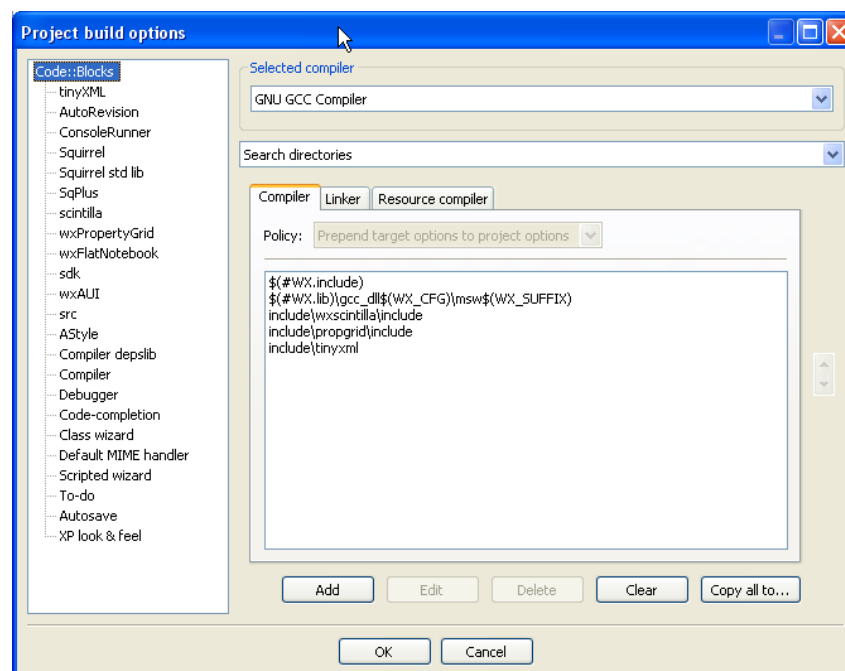 Project build options
Code::Blocks
tinyXML
AutoRevision
ConsoleRunner
Squirrel
Squirrel std lib
SqPlus
scintilla
wxPropertyGrid
wxFlatNotebook
sdk
wxAUI
src
AStyle
Compiler depslib
Compiler
Debugger
Code-completion
Class wizard
Default MIME handler
Scripted wizard
To-do
Autosave
XP look & feel
Selected compiler
GNU GCC Compiler
Search directories
Compiler Linker Resource compiler
Policy: Prepend target options to project options
$(#WX.include)
$(#WX.lib)\gcc_dll$(WX_CFG)\msw$(WX_SUFFIX)
include\wxscintilla\include
include\propgrid\include
include\tinyxml
Add Edit Delete Clear Copy all to...
OK Cancel